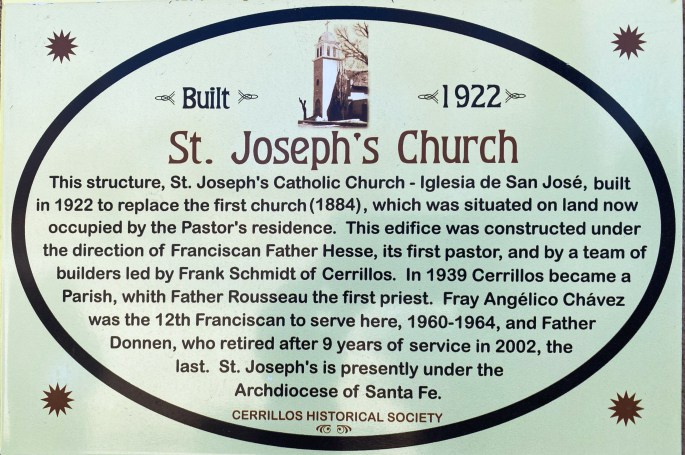 Built 1922
St. Joseph's Church
This structure, St. Joseph's Catholic Church - Iglesia de San José, built
in 1922 to replace the first church (1884), which was situated on land now
occupied by the Pastor's residence. This edifice was constructed under
the direction of Franciscan Father Hesse, its first pastor, and by a team of
builders led by Frank Schmidt of Cerrillos. In 1939 Cerrillos became a
Parish, whith Father Rousseau the first priest. Fray Angélico Chávez
was the 12th Franciscan to serve here, 1960-1964, and Father
Donnen, who retired after 9 years of service in 2002, the
last. St. Joseph's is presently under the
Archdiocese of Santa Fe.
CERRILLOS HISTORICAL SOCIETY